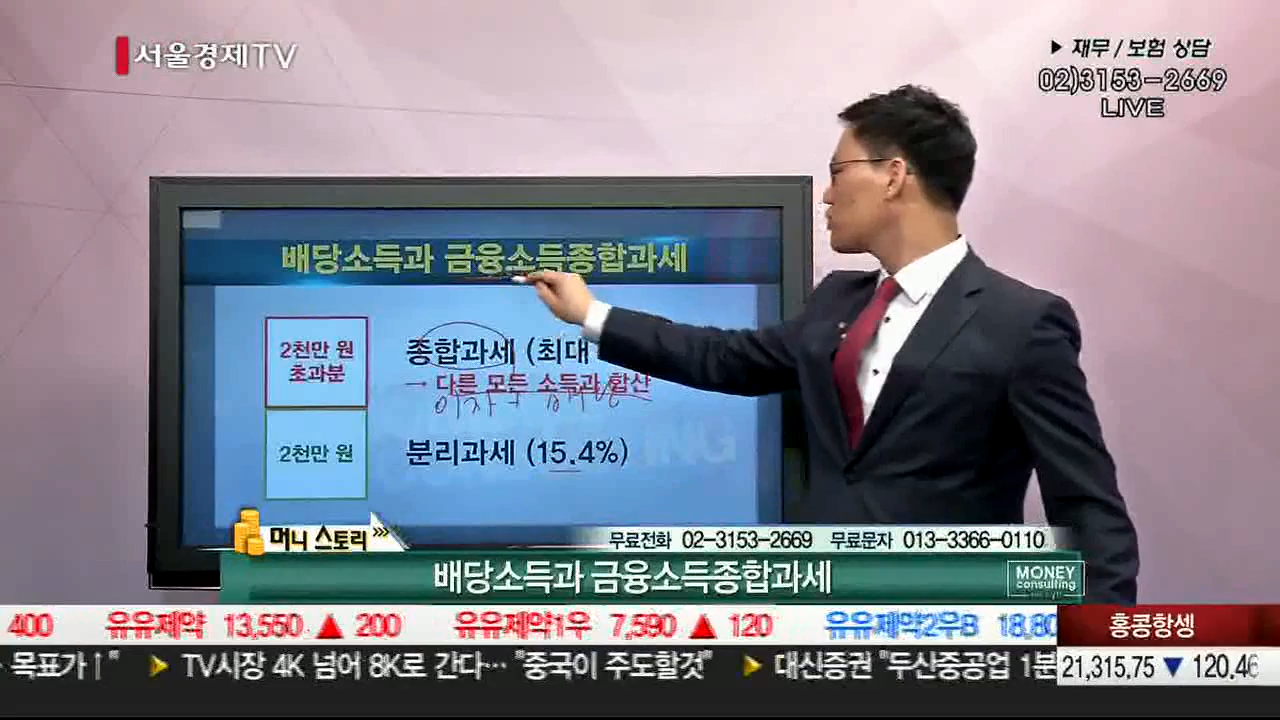 서울경제TV
▶ 재무 / 보험 상담
02)3153-2669
LIVE
배당소득과 금융소득종합과세
2천만 원
초과분
종합과세 (최대
→ 다른 모든 소득과 합산
2천만 원
분리과세 (15.4%)
머니 스토리
무료전화 02-3153-2669 무료문자 013-3366-0110
배당소득과 금융소득종합과세
MONEY
consulting
400 유유제약 13,550 ▲ 200 유유제약1우 7,590 ▲ 120 유유제약2우B 18,80
홍콩항셍
목표가↑" TV시장 4K 넘어 8K로 간다… "중국이 주도할것" 대신증권 "두산중공업 1분
21,315.75 ▼ 120.46